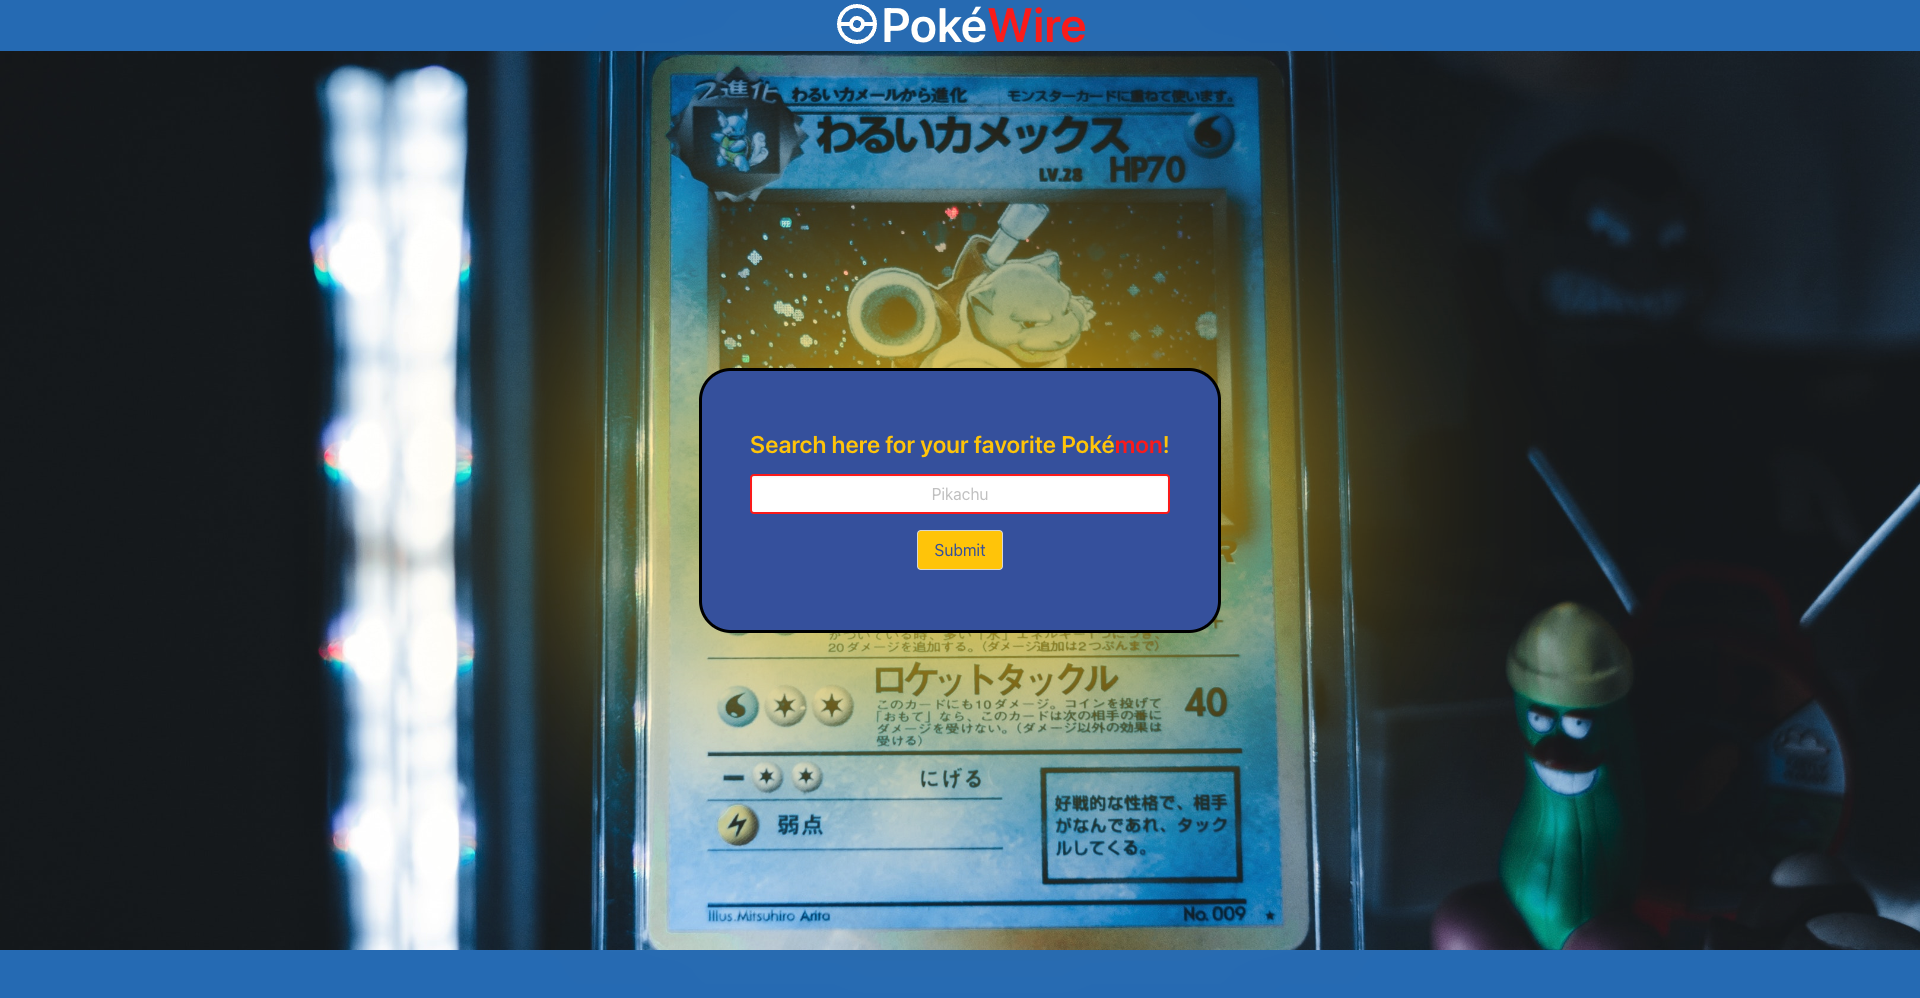 PokéWire
2進化 わるいカメールから進化 モンスターカードに重ねて使います。
わるいカメックス
LV.28 HP70
Search here for your favorite Pokémon!
Pikachu
Submit
20ダメージを追加する。(ダメージ追加は2つぶんまで)
ロケットタックル
40
このカードにも10ダメージ。コインを投げて
「おもて」なら、このカードは次の相手の番に
ダメージを受けない。(ダメージ以外の効果は
受ける)
にげる
弱点
好戦的な性格で、相手
がなんであれ、タック
ルしてくる。
Illus.Mitsuhiro Arita No.009